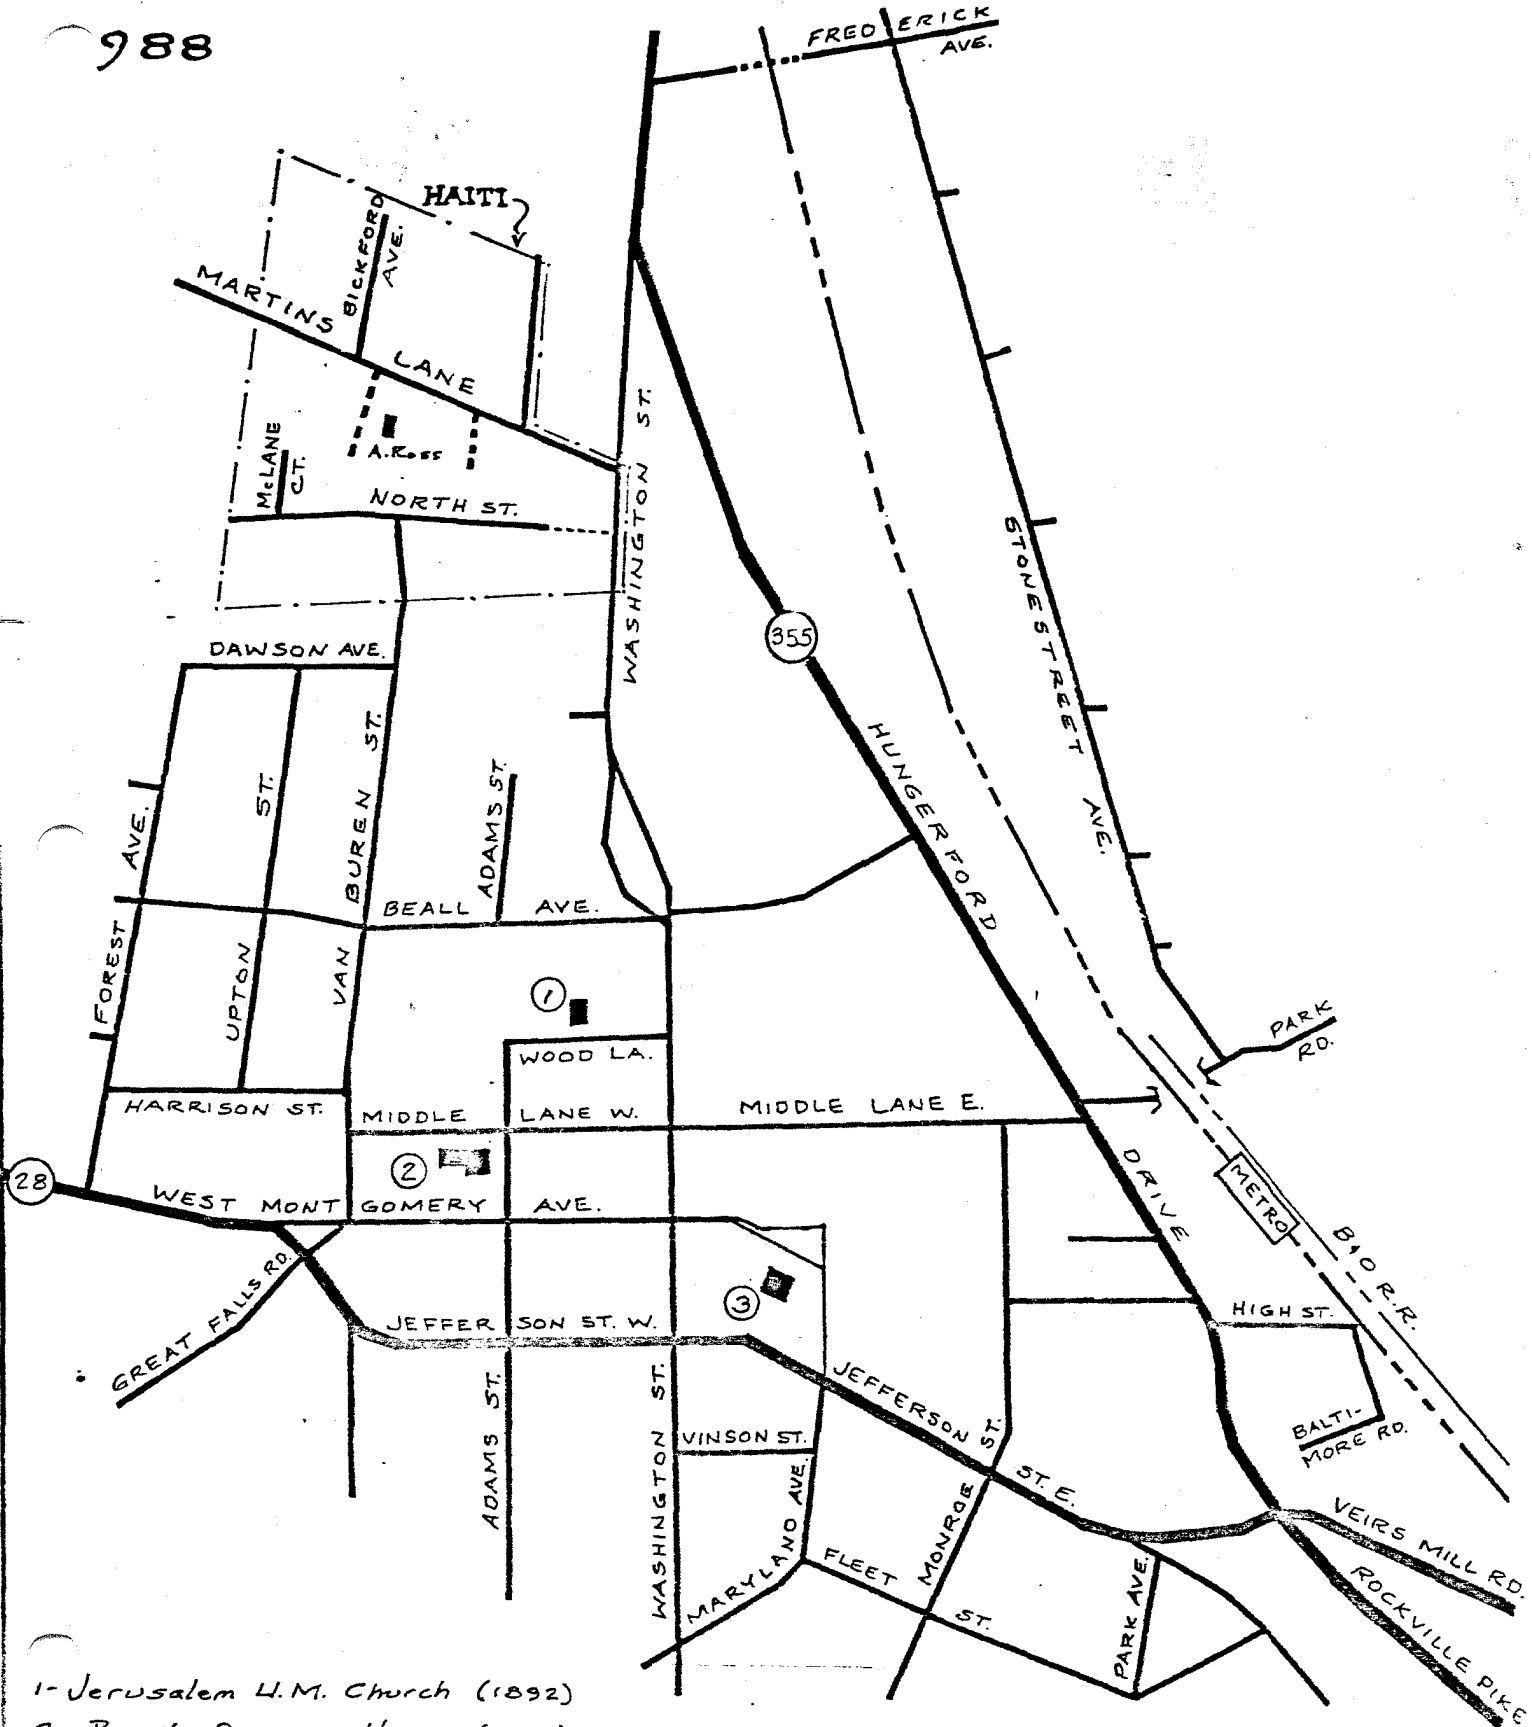 988
FREDERICK
AVE.
HAITI
BICKFORD
AVE.
MARTINS
LANE
A. Ross
McLANE
CT.
NORTH ST.
WASHINGTON ST.
STONESTREET AVE.
355
DAWSON AVE.
HUNGERFORD
DRIVE
FOREST AVE.
UPTON ST.
VAN BUREN ST.
ADAMS ST.
BEALL AVE.
1
WOOD LA.
PARK
RD.
HARRISON ST.
MIDDLE LANE W.
MIDDLE LANE E.
2
28
WEST MONTGOMERY AVE.
METRO
B&O R.R.
GREAT FALLS RD.
3
JEFFERSON ST. W.
HIGH ST.
JEFFERSON
ST. E.
ADAMS ST.
WASHINGTON ST.
VINSON ST.
MARYLAND AVE.
MONROE ST.
BALTI-
MORE RD.
FLEET ST.
PARK AVE.
VEIRS MILL RD.
ROCKVILLE PIKE
1- Jerusalem U.M. Church (1892)